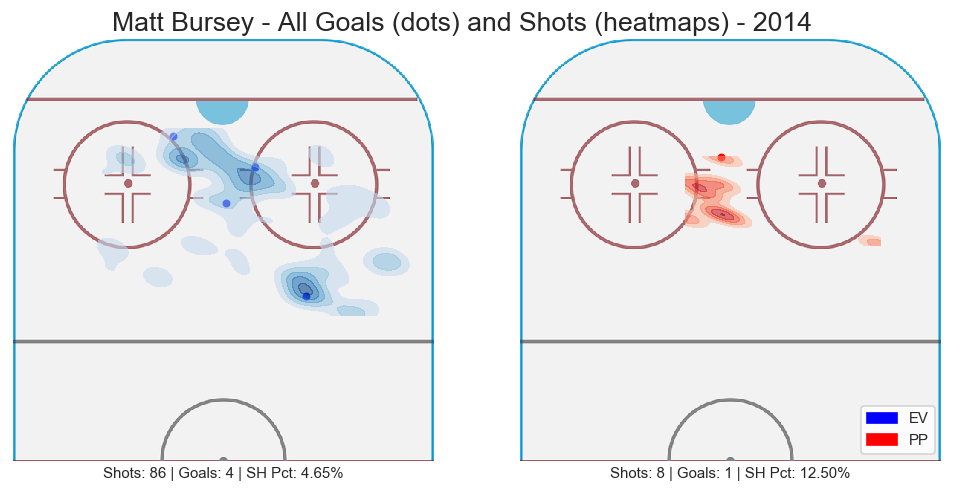 Matt Bursey - All Goals (dots) and Shots (heatmaps) - 2014
EV
PP
Shots: 86 | Goals: 4 | SH Pct: 4.65%
Shots: 8 | Goals: 1 | SH Pct: 12.50%